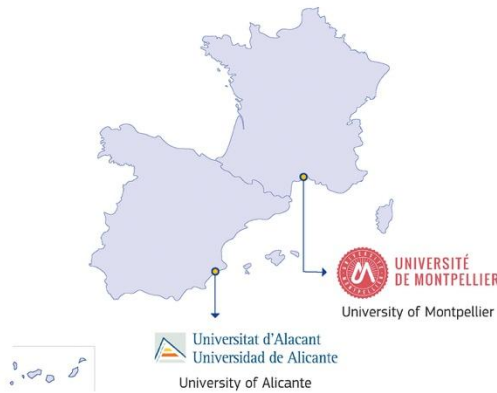 UNIVERSITÉ
DE MONTPELLIER
University of Montpellier
Universitat d'Alacant
Universidad de Alicante
University of Alicante